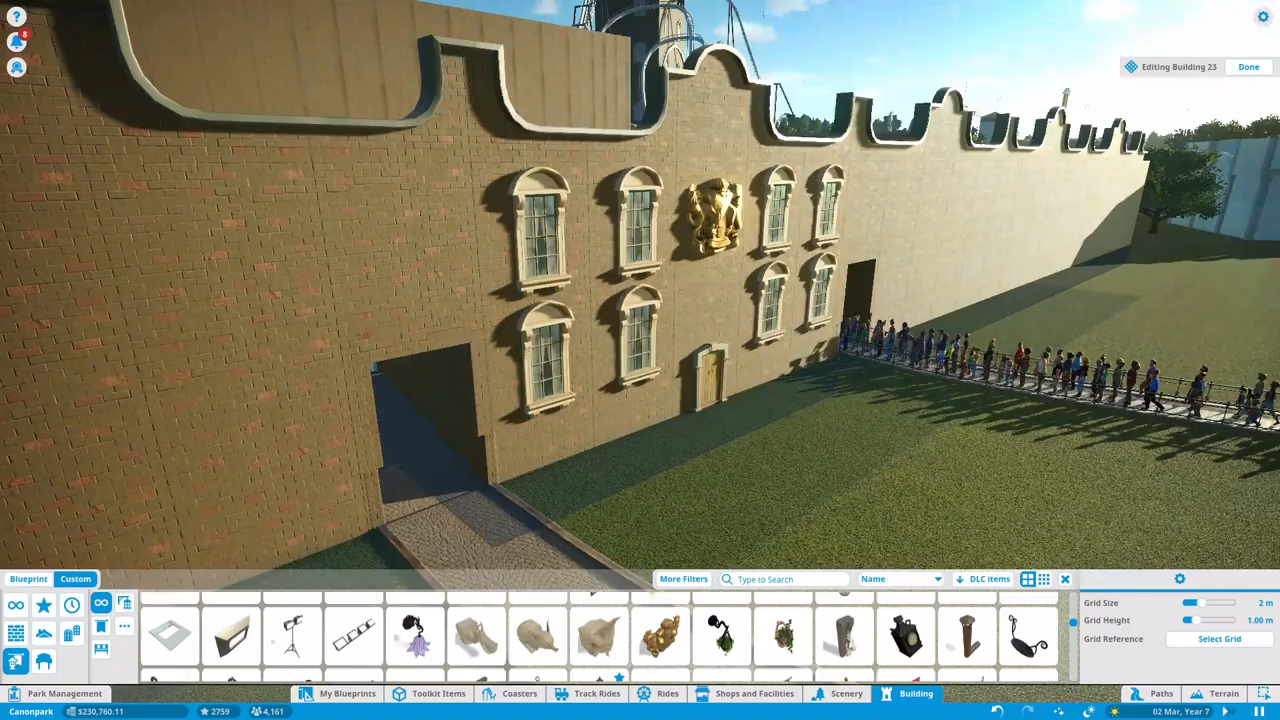 8
Editing Building 23 Done
Blueprint Custom More Filters Type to Search Name DLC items
Grid Size 2 m
Grid Height 1.00 m
Grid Reference Select Grid
Park Management My Blueprints Toolkit Items Coasters Track Rides Rides Shops and Facilities Scenery Building Paths Terrain
Canonpark $230,760.11 2759 4,161 02 Mar, Year 7